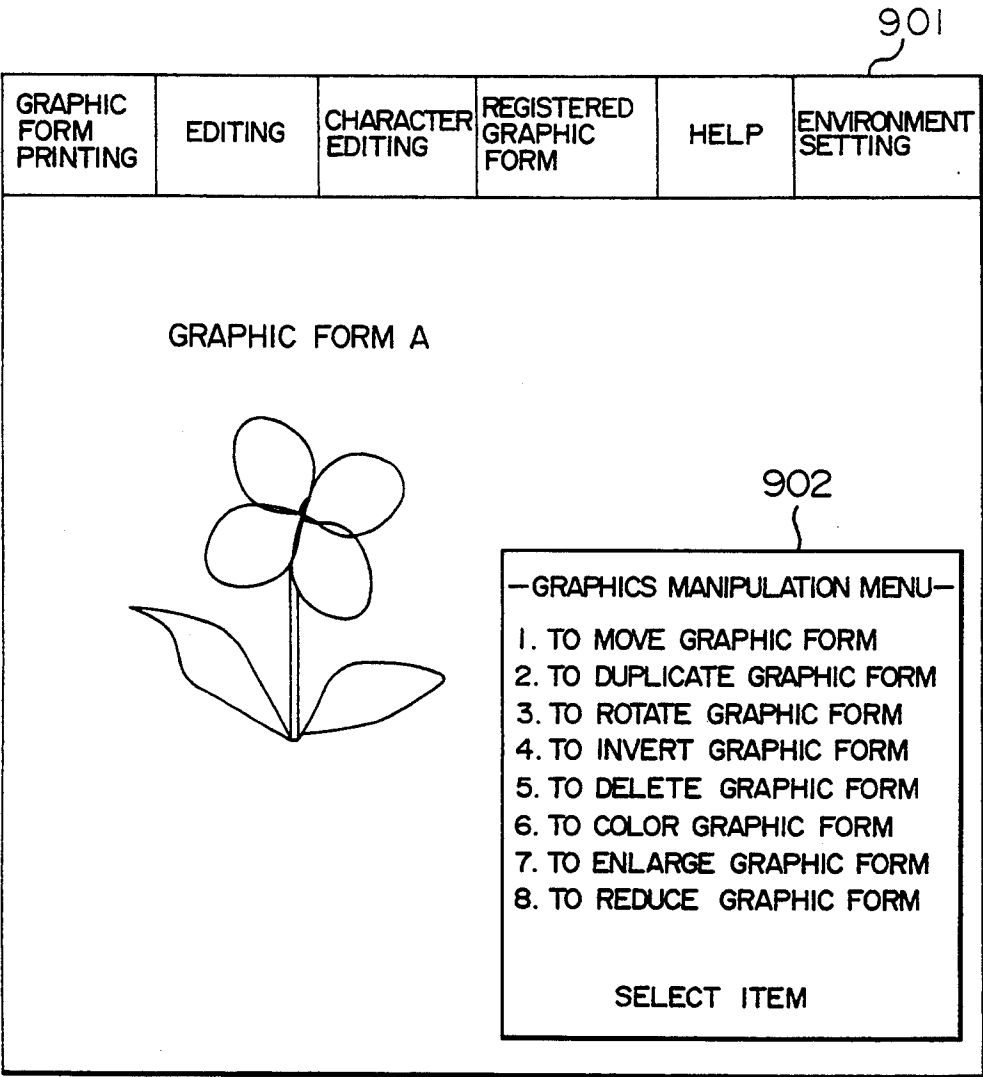 901
GRAPHIC
FORM
PRINTING
EDITING
CHARACTER
EDITING
REGISTERED
GRAPHIC
FORM
HELP
ENVIRONMENT
SETTING
GRAPHIC FORM A
902
—GRAPHICS MANIPULATION MENU—
1. TO MOVE GRAPHIC FORM
2. TO DUPLICATE GRAPHIC FORM
3. TO ROTATE GRAPHIC FORM
4. TO INVERT GRAPHIC FORM
5. TO DELETE GRAPHIC FORM
6. TO COLOR GRAPHIC FORM
7. TO ENLARGE GRAPHIC FORM
8. TO REDUCE GRAPHIC FORM
SELECT ITEM